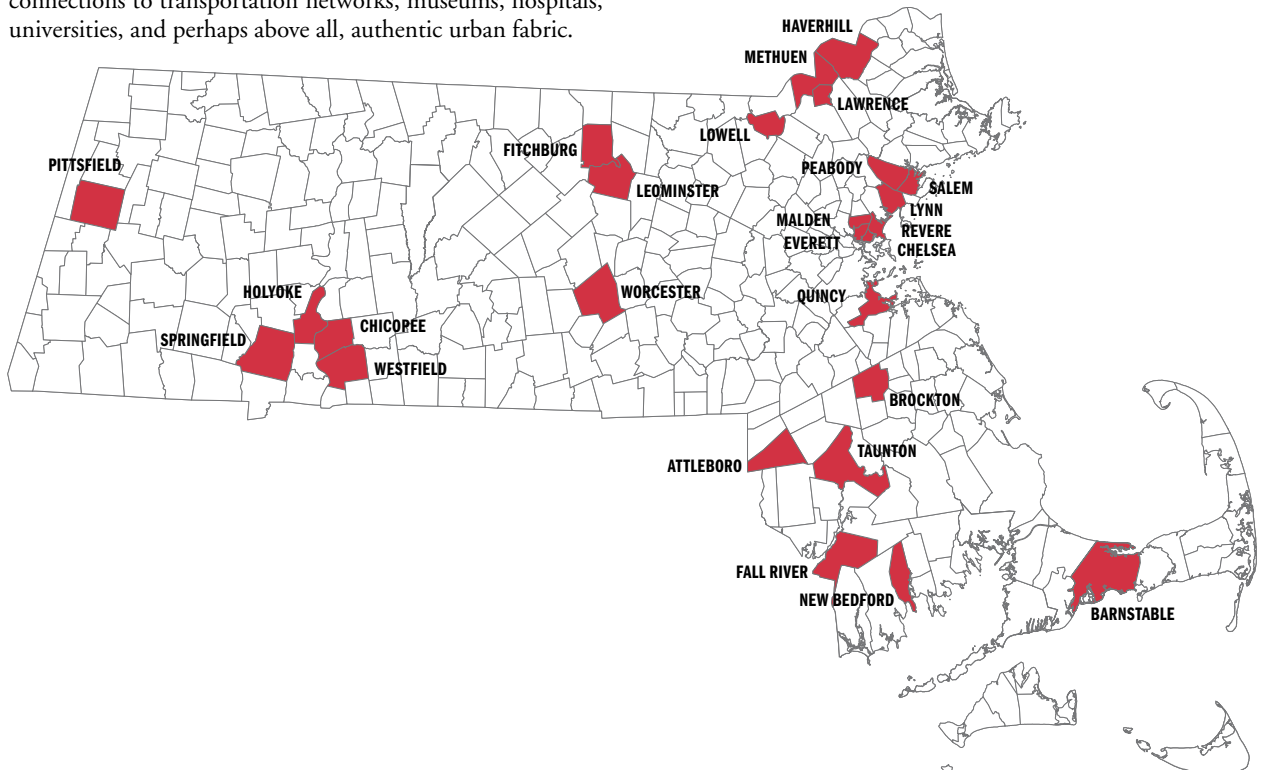 connections to transportation networks, museums, hospitals,
universities, and perhaps above all, authentic urban fabric.
HAVERHILL
METHUEN
LAWRENCE
LOWELL
FITCHBURG
PITTSFIELD
PEABODY
LEOMINSTER
SALEM
LYNN
MALDEN
REVERE
EVERETT
CHELSEA
HOLYOKE
WORCESTER
QUINCY
CHICOPEE
SPRINGFIELD
WESTFIELD
BROCKTON
TAUNTON
ATTLEBORO
FALL RIVER
NEW BEDFORD
BARNSTABLE